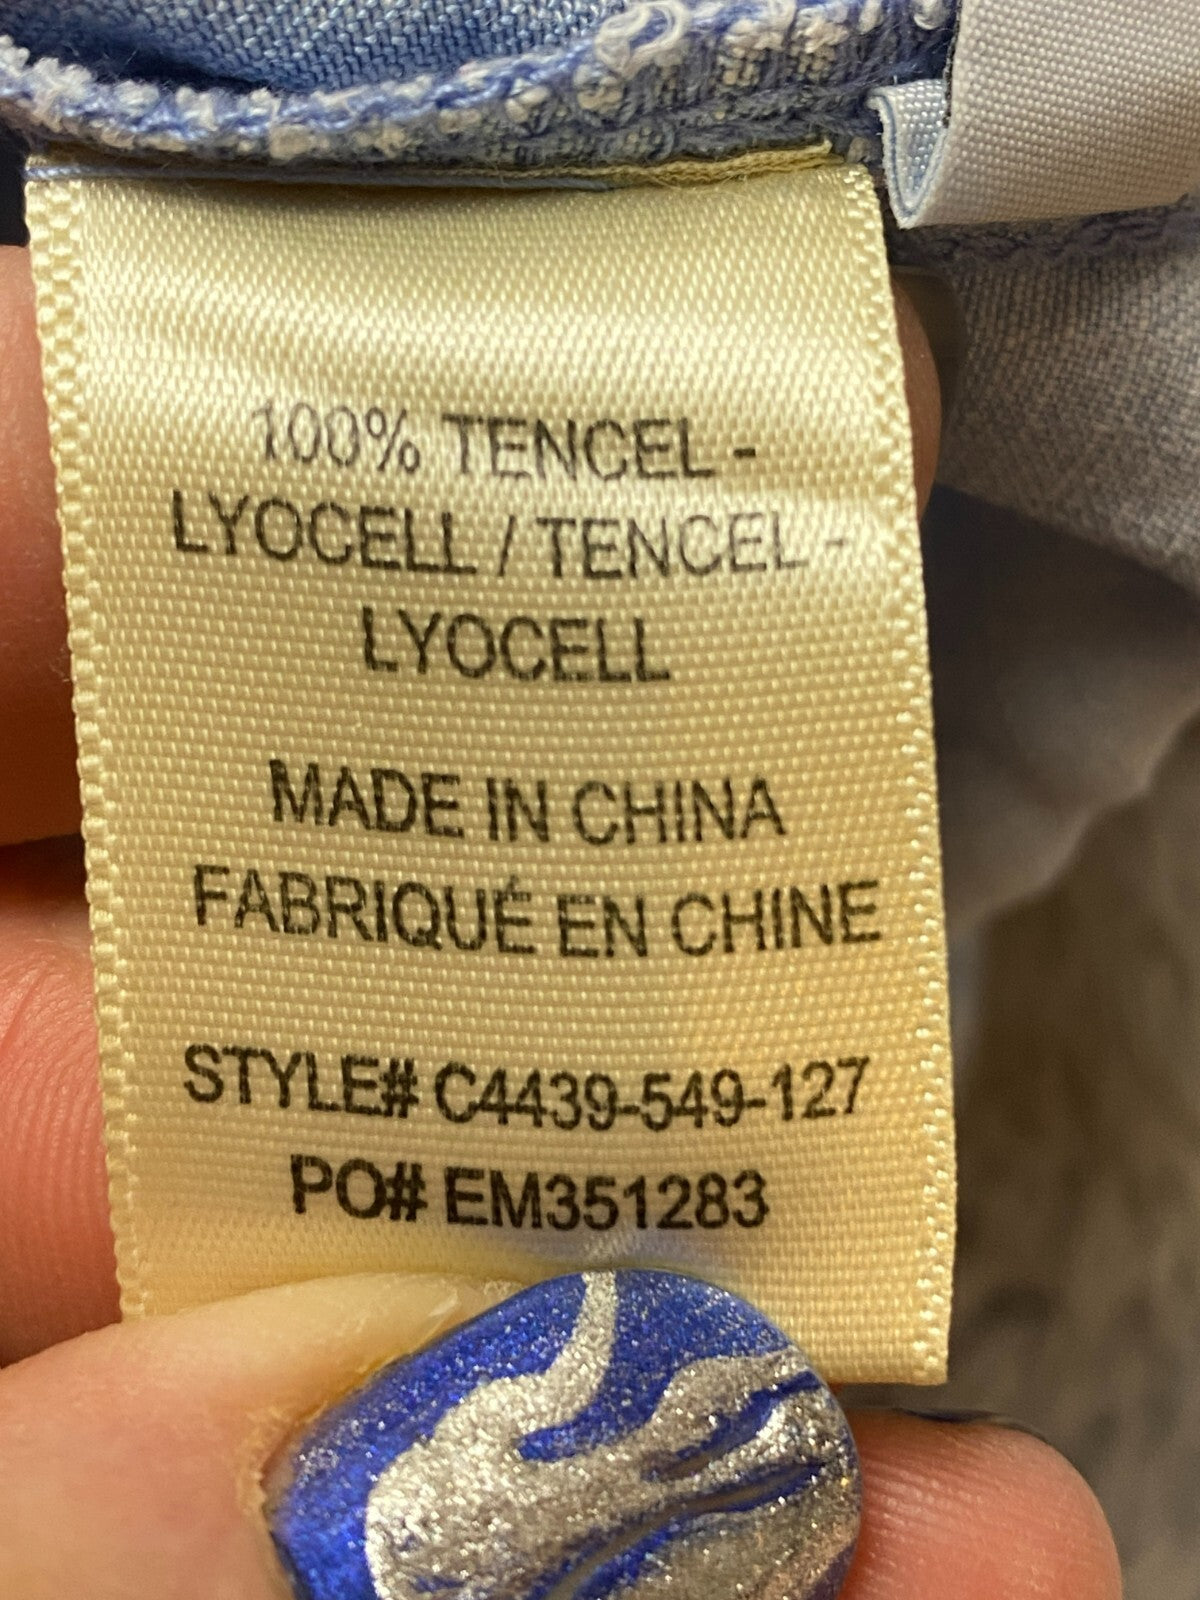 100% TENCEL -
LYOCELL / TENCEL -
LYOCELL
MADE IN CHINA
FABRIQUÉ EN CHINE
STYLE# C4439-549-127
PO# EM351283